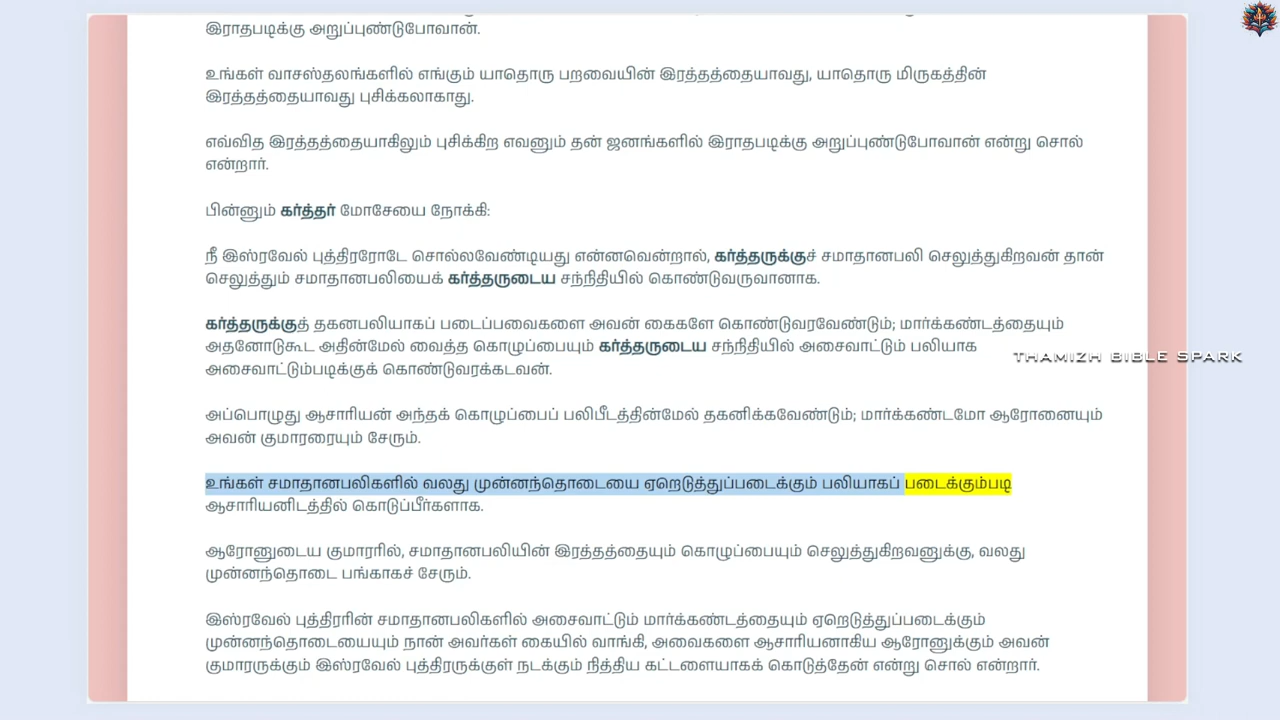 இராதபடிக்கு அறுப்புண்டுபோவான்.
உங்கள் வாசஸ்தலங்களில் எங்கும் யாதொரு பறவையின் இரத்தத்தையாவது, யாதொரு மிருகத்தின்
இரத்தத்தையாவது புசிக்கலாகாது.
எவ்வித இரத்தத்தையாகிலும் புசிக்கிற எவனும் தன் ஜனங்களில் இராதபடிக்கு அறுப்புண்டுபோவான் என்று சொல்
என்றார்.
பின்னும் கர்த்தர் மோசேயை நோக்கி:
நீ இஸ்ரவேல் புத்திரரோடே சொல்லவேண்டியது என்னவென்றால், கர்த்தருக்குச் சமாதானபலி செலுத்துகிறவன் தான்
செலுத்தும் சமாதானபலியைக் கர்த்தருடைய சந்நிதியில் கொண்டுவருவானாக.
கர்த்தருக்குத் தகனபலியாகப் படைப்பவைகளை அவன் கைகளே கொண்டுவரவேண்டும்; மார்க்கண்டத்தையும்
அதனோடுகூட அதின்மேல் வைத்த கொழுப்பையும் கர்த்தருடைய சந்நிதியில் அசைவாட்டும் பலியாக
THAMIZH BIBLE SPARK
அசைவாட்டும்படிக்குக் கொண்டுவரக்கடவன்.
அப்பொழுது ஆசாரியன் அந்தக் கொழுப்பைப் பலிபீடத்தின்மேல் தகனிக்கவேண்டும்; மார்க்கண்டமோ ஆரோனையும்
அவன் குமாரரையும் சேரும்.
உங்கள் சமாதானபலிகளில் வலது முன்னந்தொடையை ஏறெடுத்துப்படைக்கும் பலியாகப் படைக்கும்படி
ஆசாரியனிடத்தில் கொடுப்பீர்களாக.
ஆரோனுடைய குமாரரில், சமாதானபலியின் இரத்தத்தையும் கொழுப்பையும் செலுத்துகிறவனுக்கு, வலது
முன்னந்தொடை பங்காகச் சேரும்.
இஸ்ரவேல் புத்திரரின் சமாதானபலிகளில் அசைவாட்டும் மார்க்கண்டத்தையும் ஏறெடுத்துப்படைக்கும்
முன்னந்தொடையையும் நான் அவர்கள் கையில் வாங்கி, அவைகளை ஆசாரியனாகிய ஆரோனுக்கும் அவன்
குமாரருக்கும் இஸ்ரவேல் புத்திரருக்குள் நடக்கும் நித்திய கட்டளையாகக் கொடுத்தேன் என்று சொல் என்றார்.